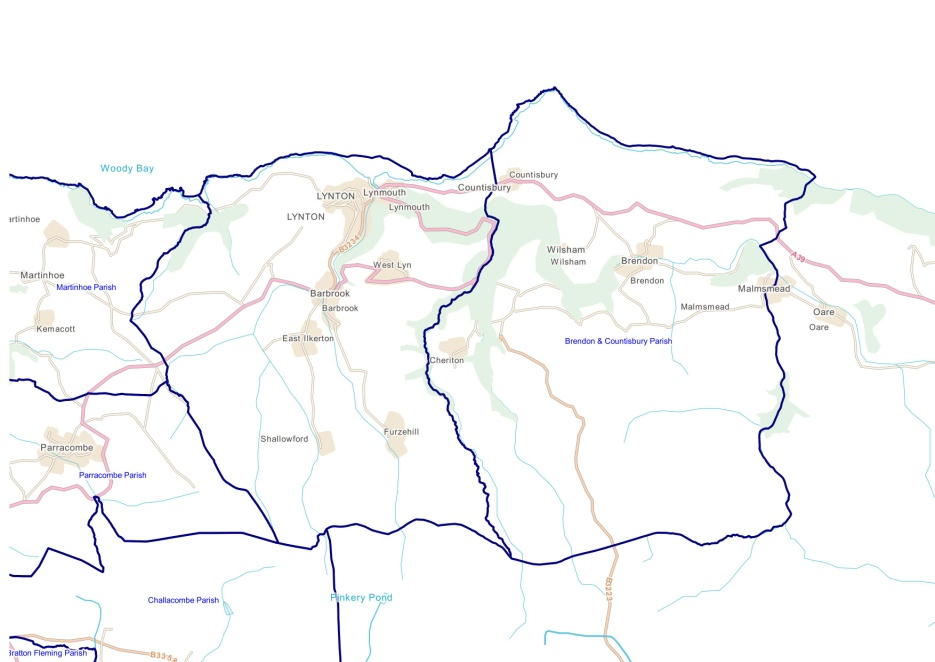 Woody Bay
Countisbury
Countisbury
LYNTON
Lynmouth
Lynmouth
LYNTON
artinhoe
B3234
Wilsham
Wilsham
Brendon
A39
West Lyn
Martinhoe
Martinhoe Parish
Brendon
Malmsmead
Barbrook
Barbrook
Malmsmead
Oare
Oare
Kemacott
East Ilkerton
Brendon & Countisbury Parish
Cheriton
Furzehill
Shallowford
Parracombe
Parracombe Parish
Challacombe Parish
Pinkery Pond
B3223
Bratton Fleming Parish
B3358